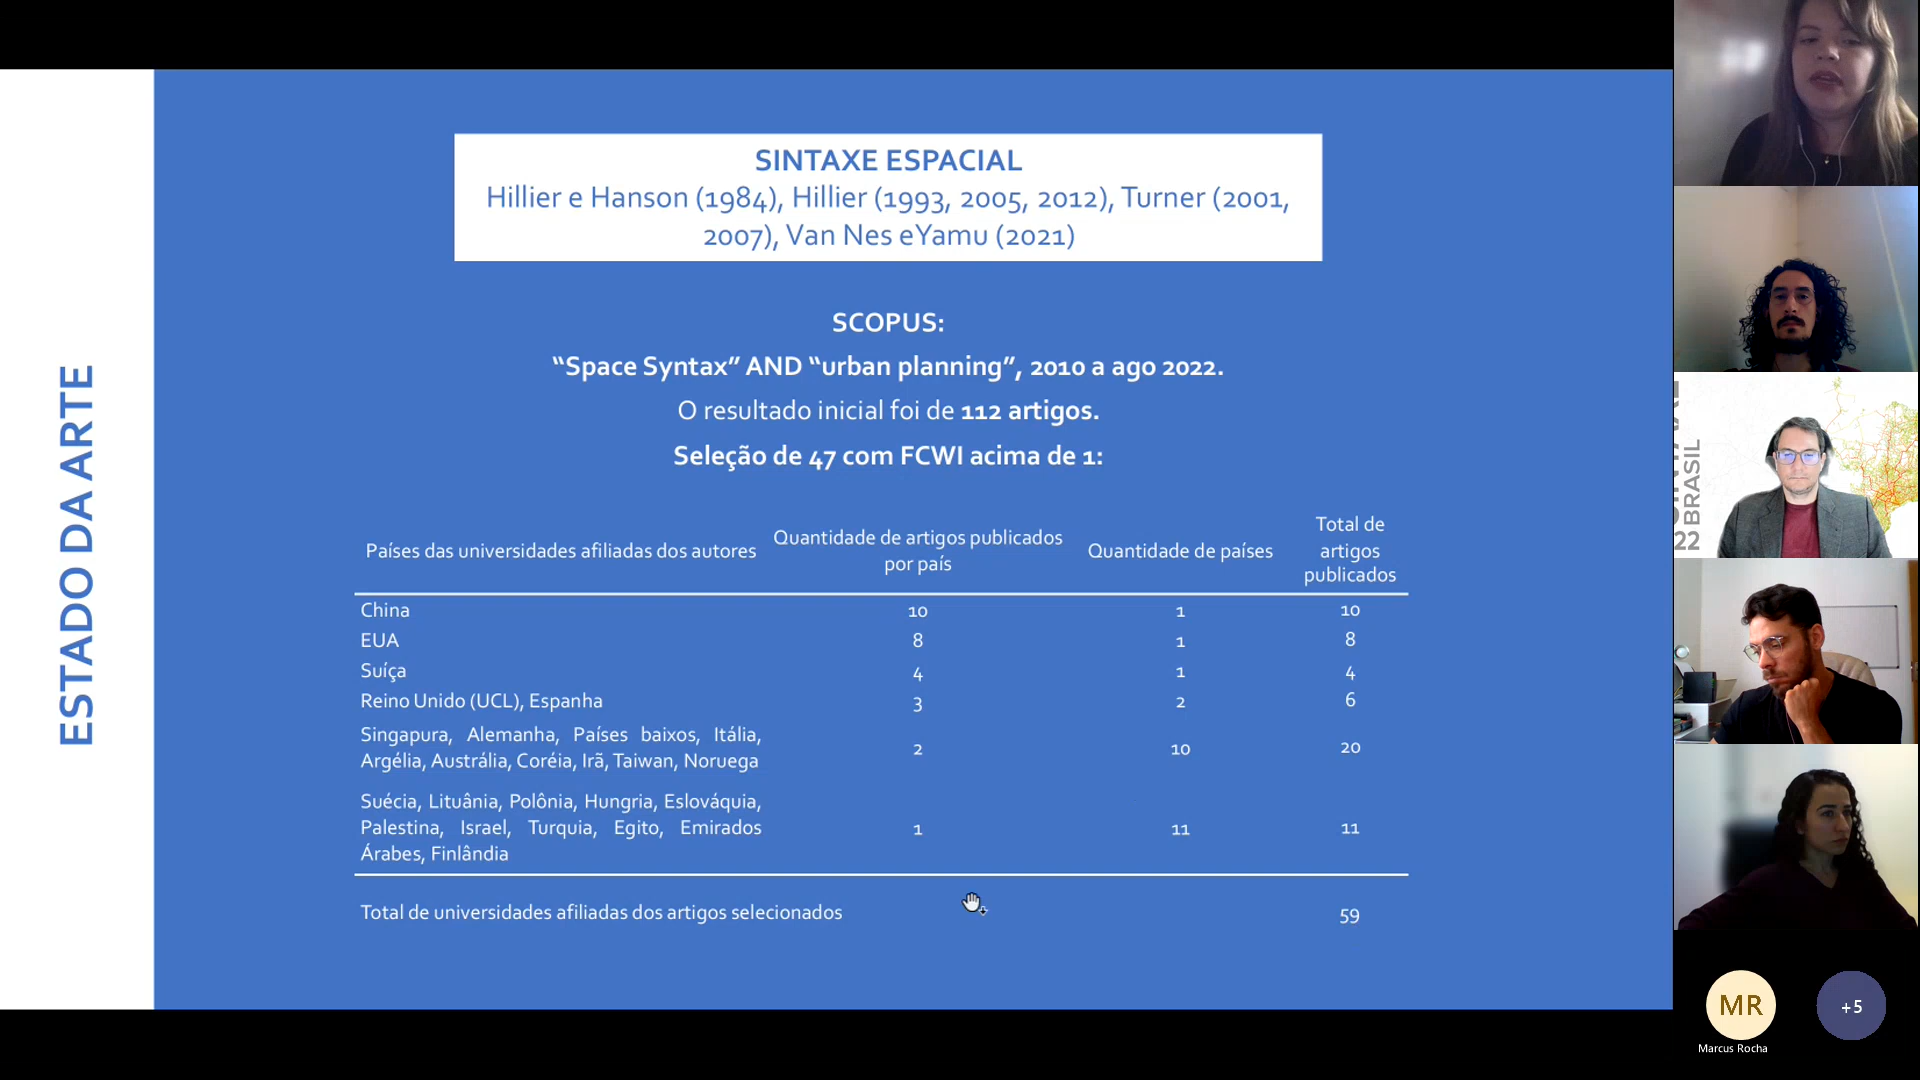 ESTADO DA ARTE
SINTAXE ESPACIAL
Hillier e Hanson (1984), Hillier (1993, 2005, 2012), Turner (2001,
2007), Van Nes eYamu (2021)
SCOPUS:
“Space Syntax” AND “urban planning”, 2010 a ago 2022.
O resultado inicial foi de 112 artigos.
Seleção de 47 com FCWI acima de 1:
Países das universidades afiliadas dos autores
Quantidade de artigos publicados
por país
Quantidade de países
Total de
artigos
publicados
China 10 1 10
EUA 8 1 8
Suíça 4 1 4
Reino Unido (UCL), Espanha 3 2 6
Singapura, Alemanha, Países baixos, Itália,
Argélia, Austrália, Coréia, Irã, Taiwan, Noruega
2 10 20
Suécia, Lituânia, Polônia, Hungria, Eslováquia,
Palestina, Israel, Turquia, Egito, Emirados
Árabes, Finlândia
1 11 11
Total de universidades afiliadas dos artigos selecionados 59
22 BRASIL
MR
Marcus Rocha
+5